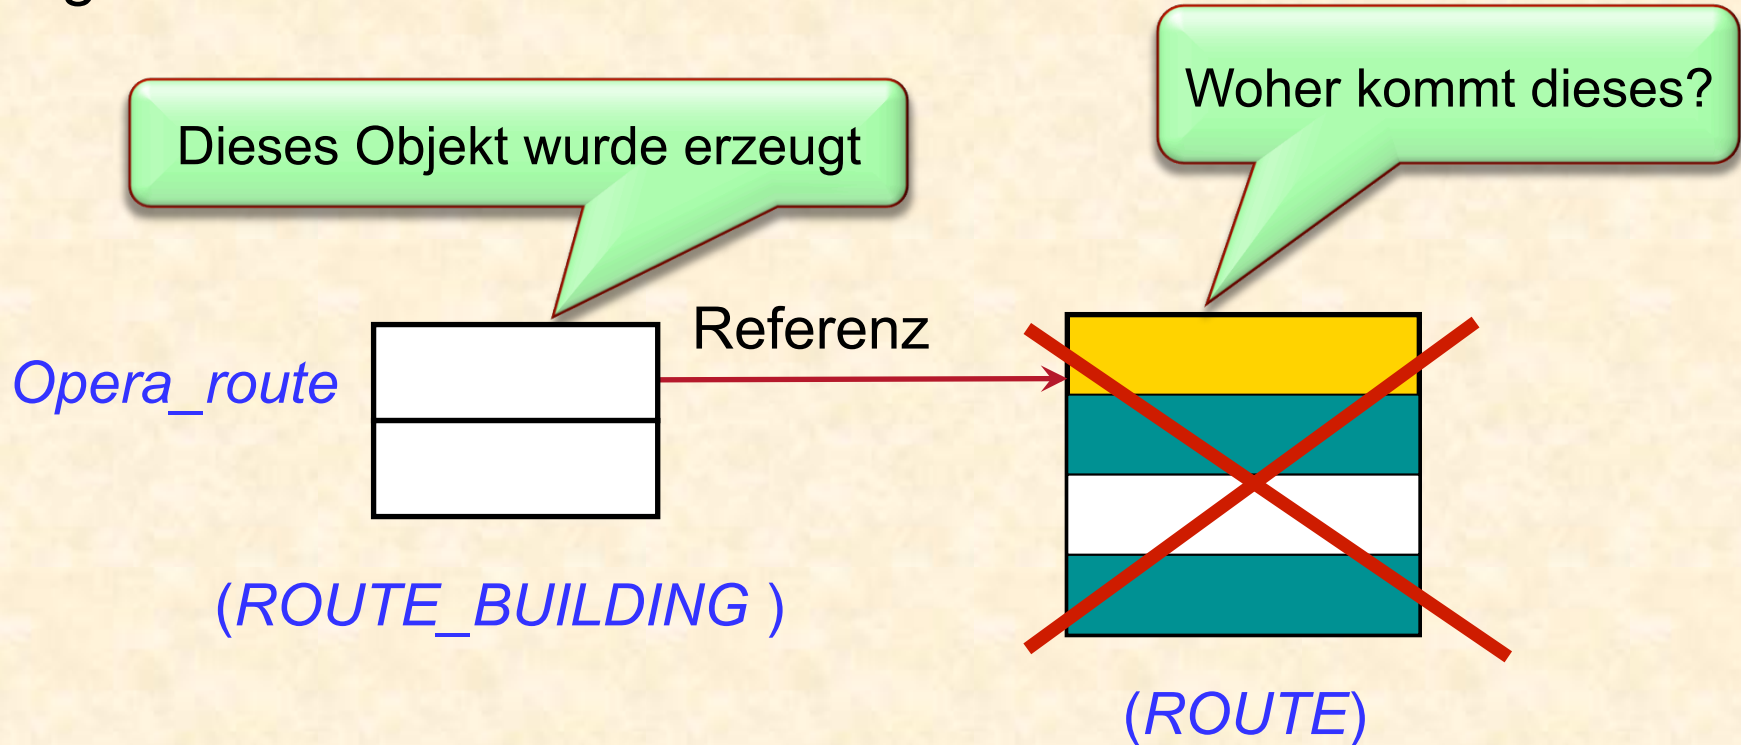 Woher kommt dieses?
Dieses Objekt wurde erzeugt
Referenz
Opera_route
(ROUTE_BUILDING )
(ROUTE)